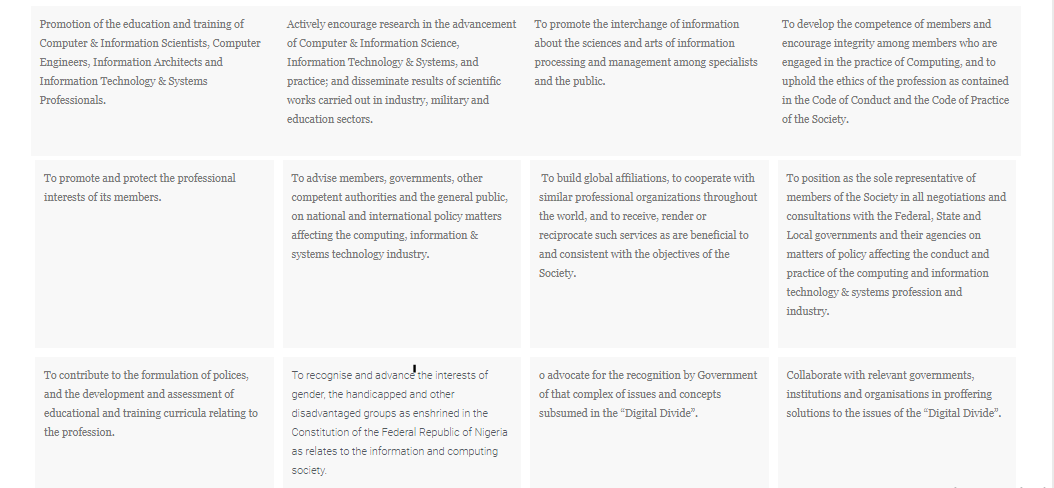 Promotion of the education and training of
Computer & Information Scientists, Computer
Engineers, Information Architects and
Information Technology & Systems
Professionals.
Actively encourage research in the advancement
of Computer & Information Science,
Information Technology & Systems, and
practice; and disseminate results of scientific
works carried out in industry, military and
education sectors.
To promote the interchange of information
about the sciences and arts of information
processing and management among specialists
and the public.
To develop the competence of members and
encourage integrity among members who are
engaged in the practice of Computing, and to
uphold the ethics of the profession as contained
in the Code of Conduct and the Code of Practice
of the Society.
To promote and protect the professional
interests of its members.
To advise members, governments, other
competent authorities and the general public,
on national and international policy matters
affecting the computing, information &
systems technology industry.
To build global affiliations, to cooperate with
similar professional organizations throughout
the world, and to receive, render or
reciprocate such services as are beneficial to
and consistent with the objectives of the
Society.
To position as the sole representative of
members of the Society in all negotiations and
consultations with the Federal, State and
Local governments and their agencies on
matters of policy affecting the conduct and
practice of the computing and information
technology & systems profession and
industry.
To contribute to the formulation of polices,
and the development and assessment of
educational and training curricula relating to
the profession.
To recognise and advance the interests of
gender, the handicapped and other
disadvantaged groups as enshrined in the
Constitution of the Federal Republic of Nigeria
as relates to the information and computing
society.
o advocate for the recognition by Government
of that complex of issues and concepts
subsumed in the “Digital Divide”.
Collaborate with relevant governments,
institutions and organisations in proffering
solutions to the issues of the “Digital Divide”.